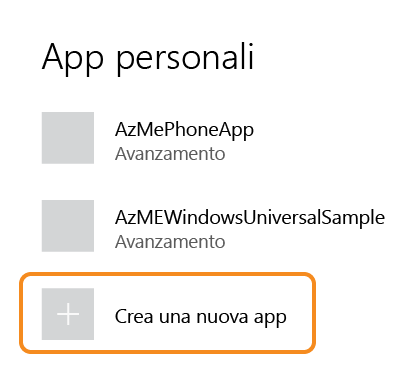 App personali
AzMePhoneApp
Avanzamento
AzMEWindowsUniversalSample
Avanzamento
Crea una nuova app